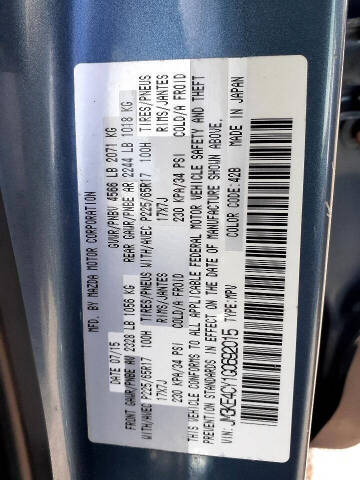 MFD. BY MAZDA MOTOR CORPORATION
DATE 07/15 GVWR/PNBV 4566 LB 2071 KG
FRONT GAWR/PNBE AV 2328 LB 1056 KG REAR GAWR/PNBE AR 2244 LB 1018 KG
WITH/AVEC P225/65R17 100H TIRES/PNEUS WITH/AVEC P225/65R17 100H TIRES/PNEUS
17X7J RIMS/JANTES 17X7J RIMS/JANTES
230 KPA/34 PSI COLD/A FROID 230 KPA/34 PSI COLD/A FROID
THIS VEHICLE CONFORMS TO ALL APPLICABLE FEDERAL MOTOR VEHICLE SAFETY AND THEFT
PREVENTION STANDARDS IN EFFECT ON THE DATE OF MANUFACTURE SHOWN ABOVE.
VIN: JM3KE4CY1G0692015 TYPE: MPV COLOR CODE: 42B MADE IN JAPAN